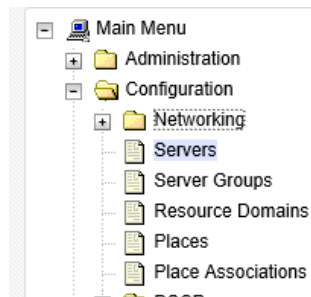 Main Menu
Administration
Configuration
Networking
Servers
Server Groups
Resource Domains
Places
Place Associations